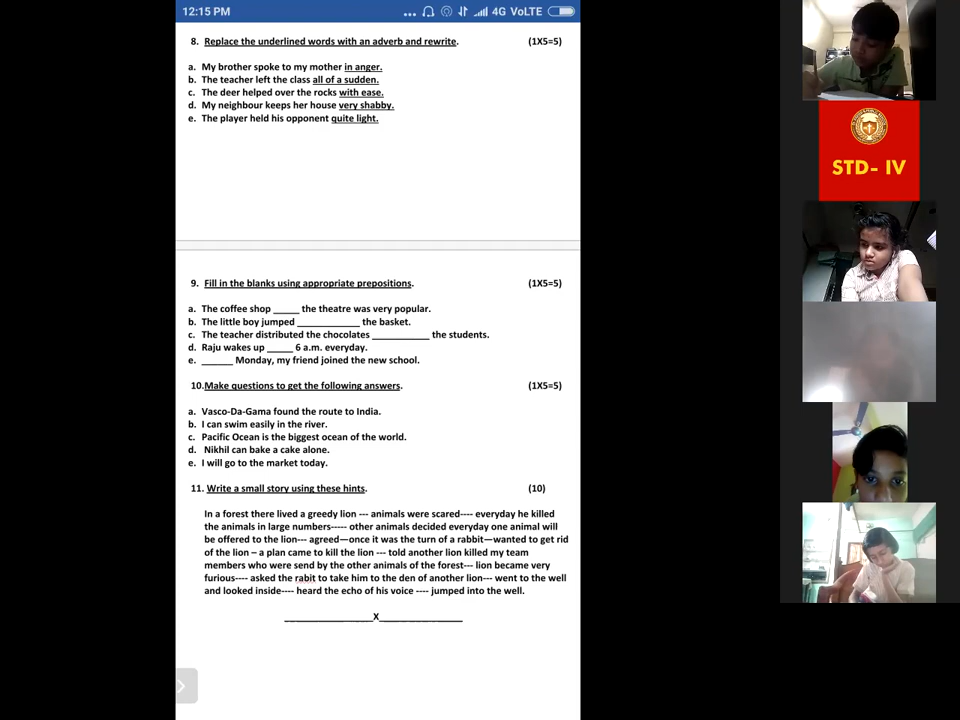 12:15 PM
... 4G VoLTE
8. Replace the underlined words with an adverb and rewrite. (1X5=5)
a. My brother spoke to my mother in anger.
b. The teacher left the class all of a sudden.
c. The deer helped over the rocks with ease.
d. My neighbour keeps her house very shabby.
e. The player held his opponent quite light.
9. Fill in the blanks using appropriate prepositions. (1X5=5)
a. The coffee shop _____ the theatre was very popular.
b. The little boy jumped ____________ the basket.
c. The teacher distributed the chocolates ___________ the students.
d. Raju wakes up _____ 6 a.m. everyday.
e. ______ Monday, my friend joined the new school.
10.Make questions to get the following answers. (1X5=5)
a. Vasco-Da-Gama found the route to India.
b. I can swim easily in the river.
c. Pacific Ocean is the biggest ocean of the world.
d. Nikhil can bake a cake alone.
e. I will go to the market today.
11. Write a small story using these hints. (10)
In a forest there lived a greedy lion --- animals were scared---- everyday he killed
the animals in large numbers----- other animals decided everyday one animal will
be offered to the lion--- agreed—once it was the turn of a rabbit—wanted to get rid
of the lion – a plan came to kill the lion --- told another lion killed my team
members who were send by the other animals of the forest--- lion became very
furious---- asked the rabit to take him to the den of another lion--- went to the well
and looked inside---- heard the echo of his voice ---- jumped into the well.
_________________X________________
STD- IV